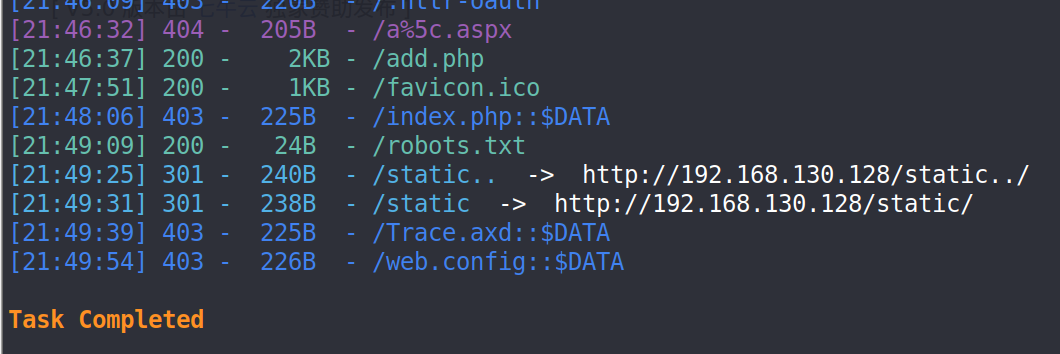 [21:46:09] 403 - 220B - /.httr-oauth
[21:46:32] 404 - 205B - /a%5c.aspx
[21:46:37] 200 - 2KB - /add.php
[21:47:51] 200 - 1KB - /favicon.ico
[21:48:06] 403 - 225B - /index.php::$DATA
[21:49:09] 200 - 24B - /robots.txt
[21:49:25] 301 - 240B - /static.. -> http://192.168.130.128/static../
[21:49:31] 301 - 238B - /static -> http://192.168.130.128/static/
[21:49:39] 403 - 225B - /Trace.axd::$DATA
[21:49:54] 403 - 226B - /web.config::$DATA
Task Completed